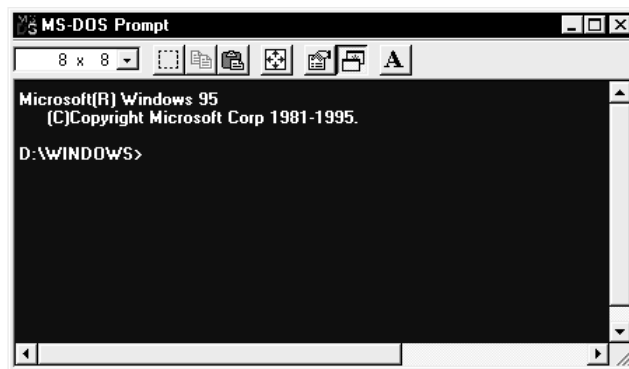 MS-DOS Prompt
8 x 8
A
Microsoft(R) Windows 95
(C)Copyright Microsoft Corp 1981-1995.
D:\WINDOWS>